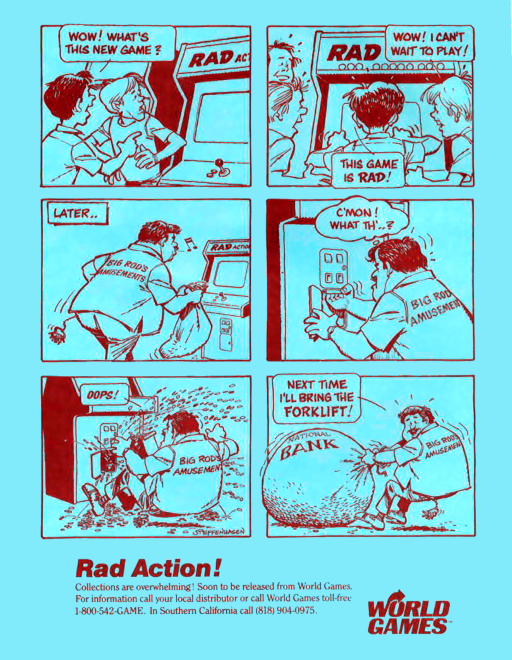 WOW! WHAT'S
THIS NEW GAME?
RAD ACT
WOW! I CAN'T
WAIT TO PLAY!
RAD
THIS GAME
IS RAD!
LATER..
RAD ACTION
BIG ROD'S
AMUSEMENTS
C'MON!
WHAT TH'..?
BIG ROD
AMUSEMEN
OOPS!
BIG ROD'S
AMUSEMENT
STEFFENHAGEN
NEXT TIME
I'LL BRING THE
FORKLIFT!
NATIONAL
BANK
BIG ROD'S
AMUSEMEN
Rad Action!
Collections are overwhelming! Soon to be released from World Games.
For information call your local distributor or call World Games toll-free
1-800-542-GAME. In Southern California call (818) 904-0975.
WORLD
GAMES™